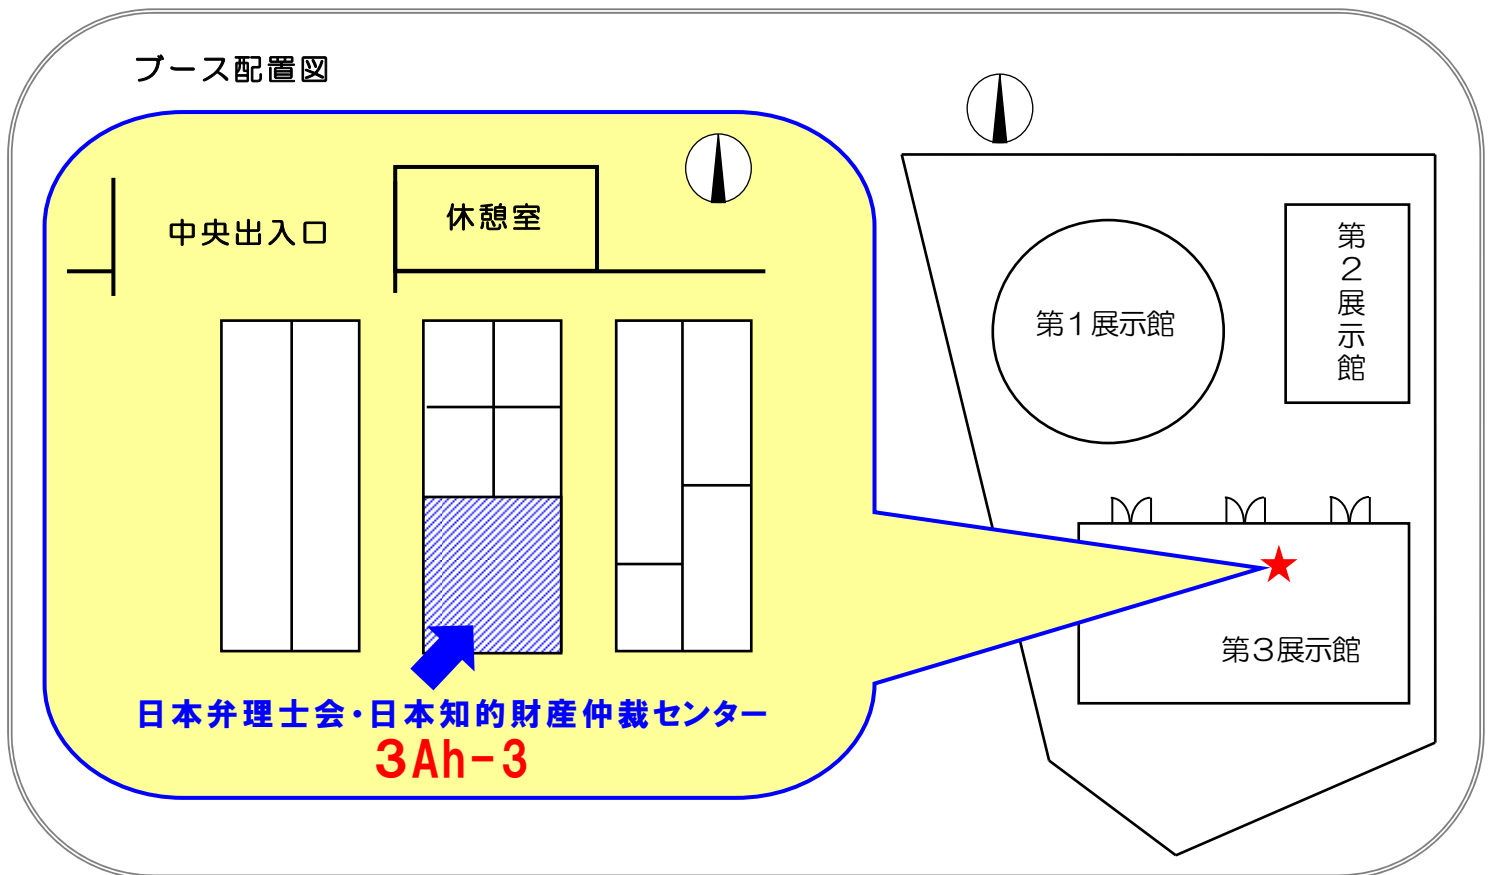 ブース配置図
中央出入口
休憩室
日本弁理士会・日本知的財産仲裁センター
3Ah-3
第1展示館
第2展示館
第3展示館